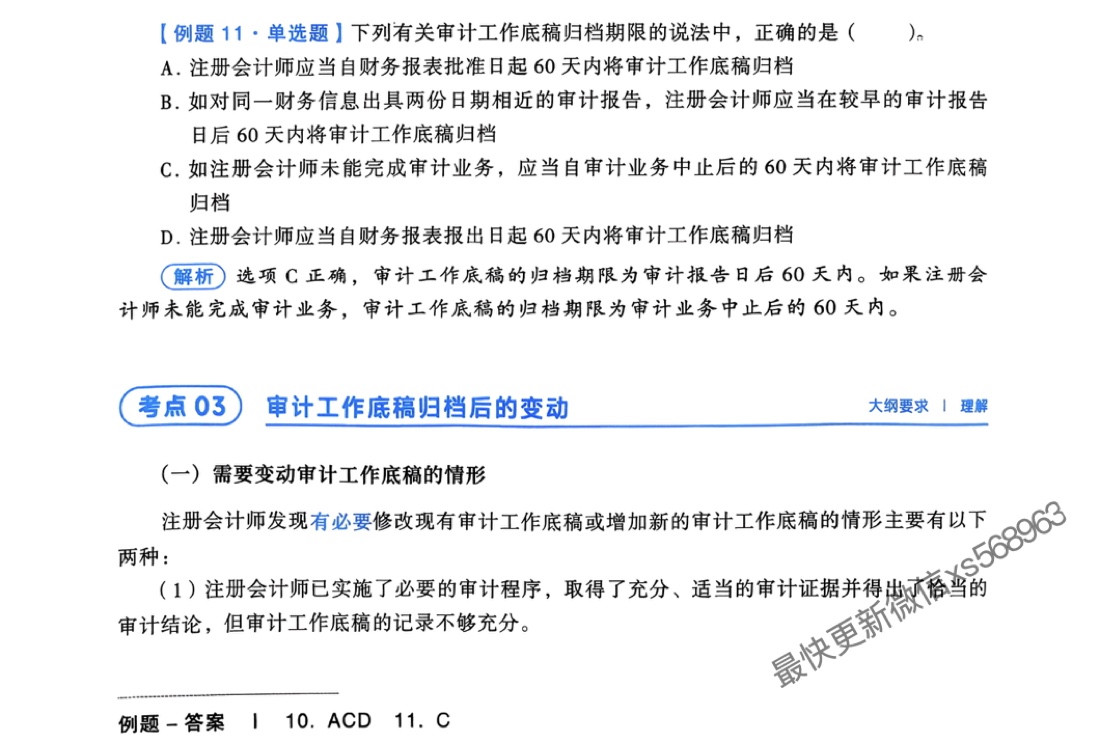 【例题 11·单选题】下列有关审计工作底稿归档期限的说法中，正确的是（　　）。
A. 注册会计师应当自财务报表批准日起 60 天内将审计工作底稿归档
B. 如对同一财务信息出具两份日期相近的审计报告，注册会计师应当在较早的审计报告
日后 60 天内将审计工作底稿归档
C. 如注册会计师未能完成审计业务，应当自审计业务中止后的 60 天内将审计工作底稿
归档
D. 注册会计师应当自财务报表报出日起 60 天内将审计工作底稿归档
解析 选项 C 正确，审计工作底稿的归档期限为审计报告日后 60 天内。如果注册会
计师未能完成审计业务，审计工作底稿的归档期限为审计业务中止后的 60 天内。
考点 03 审计工作底稿归档后的变动 大纲要求 | 理解
（一）需要变动审计工作底稿的情形
注册会计师发现有必要修改现有审计工作底稿或增加新的审计工作底稿的情形主要有以下
两种：
（1）注册会计师已实施了必要的审计程序，取得了充分、适当的审计证据并得出了恰当的
审计结论，但审计工作底稿的记录不够充分。
最快更新微信xs568963
例题－答案 | 10. ACD 11. C